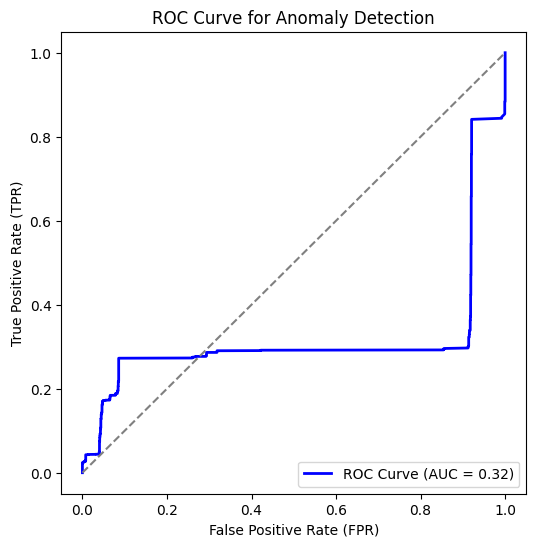 ROC Curve for Anomaly Detection
True Positive Rate (TPR)
1.0
0.8
0.6
0.4
0.2
0.0
ROC Curve (AUC = 0.32)
0.0 0.2 0.4 0.6 0.8 1.0
False Positive Rate (FPR)